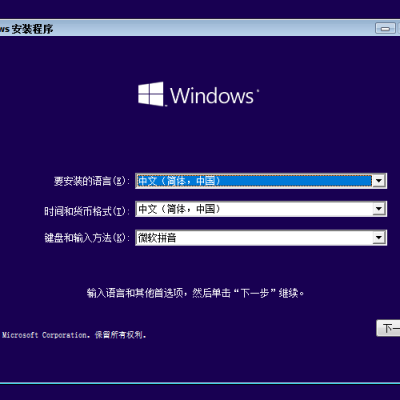 ws 安装程序
Windows
要安装的语言(E): 中文（简体，中国）
时间和货币格式(T): 中文（简体，中国）
键盘和输入方法(K): 微软拼音
输入语言和其他首选项，然后单击“下一步”继续。
Microsoft Corporation。保留所有权利。
下一